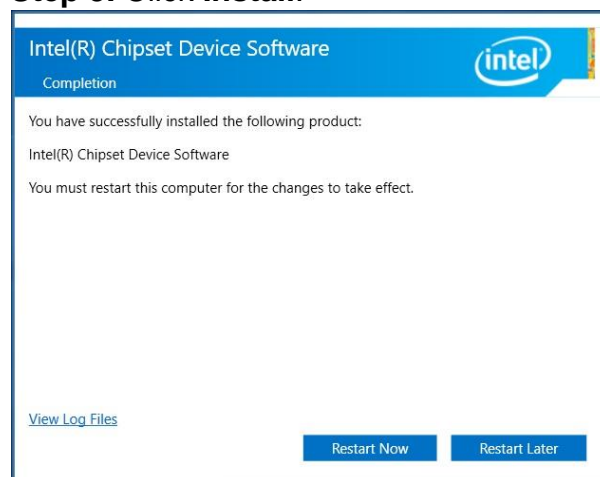 Intel(R) Chipset Device Software
intel
Completion
You have successfully installed the following product:
Intel(R) Chipset Device Software
You must restart this computer for the changes to take effect.
View Log Files
Restart Now
Restart Later